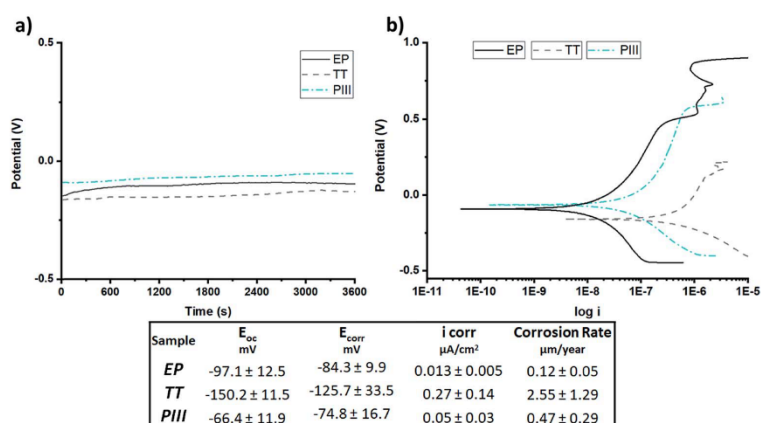 a)
b)
0.5
0.0
-0.5
Potential (V)
EP
TT
PIII
0 600 1200 1800 2400 3000 3600
Time (s)
1.0
0.5
0.0
-0.5
Potential (V)
EP TT PIII
1E-11 1E-10 1E-9 1E-8 1E-7 1E-6 1E-5
log i
Sample E_oc mV E_corr mV i corr µA/cm² Corrosion Rate µm/year
EP -97.1 ± 12.5 -84.3 ± 9.9 0.013 ± 0.005 0.12 ± 0.05
TT -150.2 ± 11.5 -125.7 ± 33.5 0.27 ± 0.14 2.55 ± 1.29
PIII -66.4 ± 11.9 -74.8 ± 16.7 0.05 ± 0.03 0.47 ± 0.29